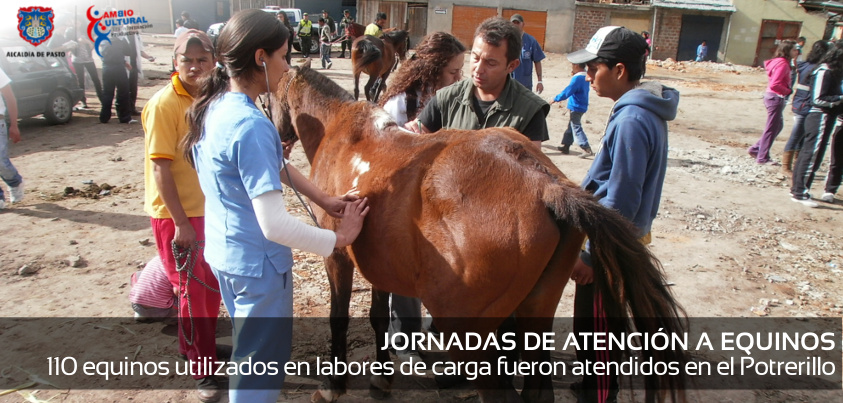 ALCALDÍA DE PASTO
CAMBIO
CULTURAL
JORNADAS DE ATENCIÓN A EQUINOS
110 equinos utilizados en labores de carga fueron atendidos en el Potrerillo